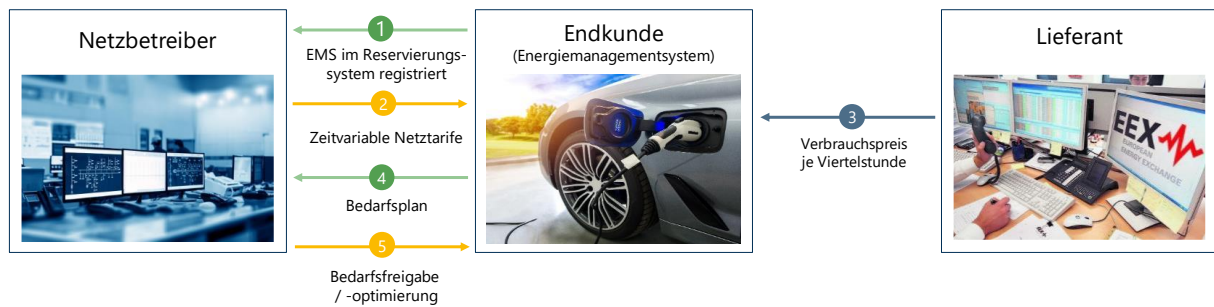 Netzbetreiber
1
EMS im Reservierungs-
system registriert
2
Zeitvariable Netztarife
4
Bedarfsplan
5
Bedarfsfreigabe
/ -optimierung
Endkunde
(Energiemanagementsystem)
3
Verbrauchspreis
je Viertelstunde
Lieferant
EEX
EUROPEAN
ENERGY EXCHANGE